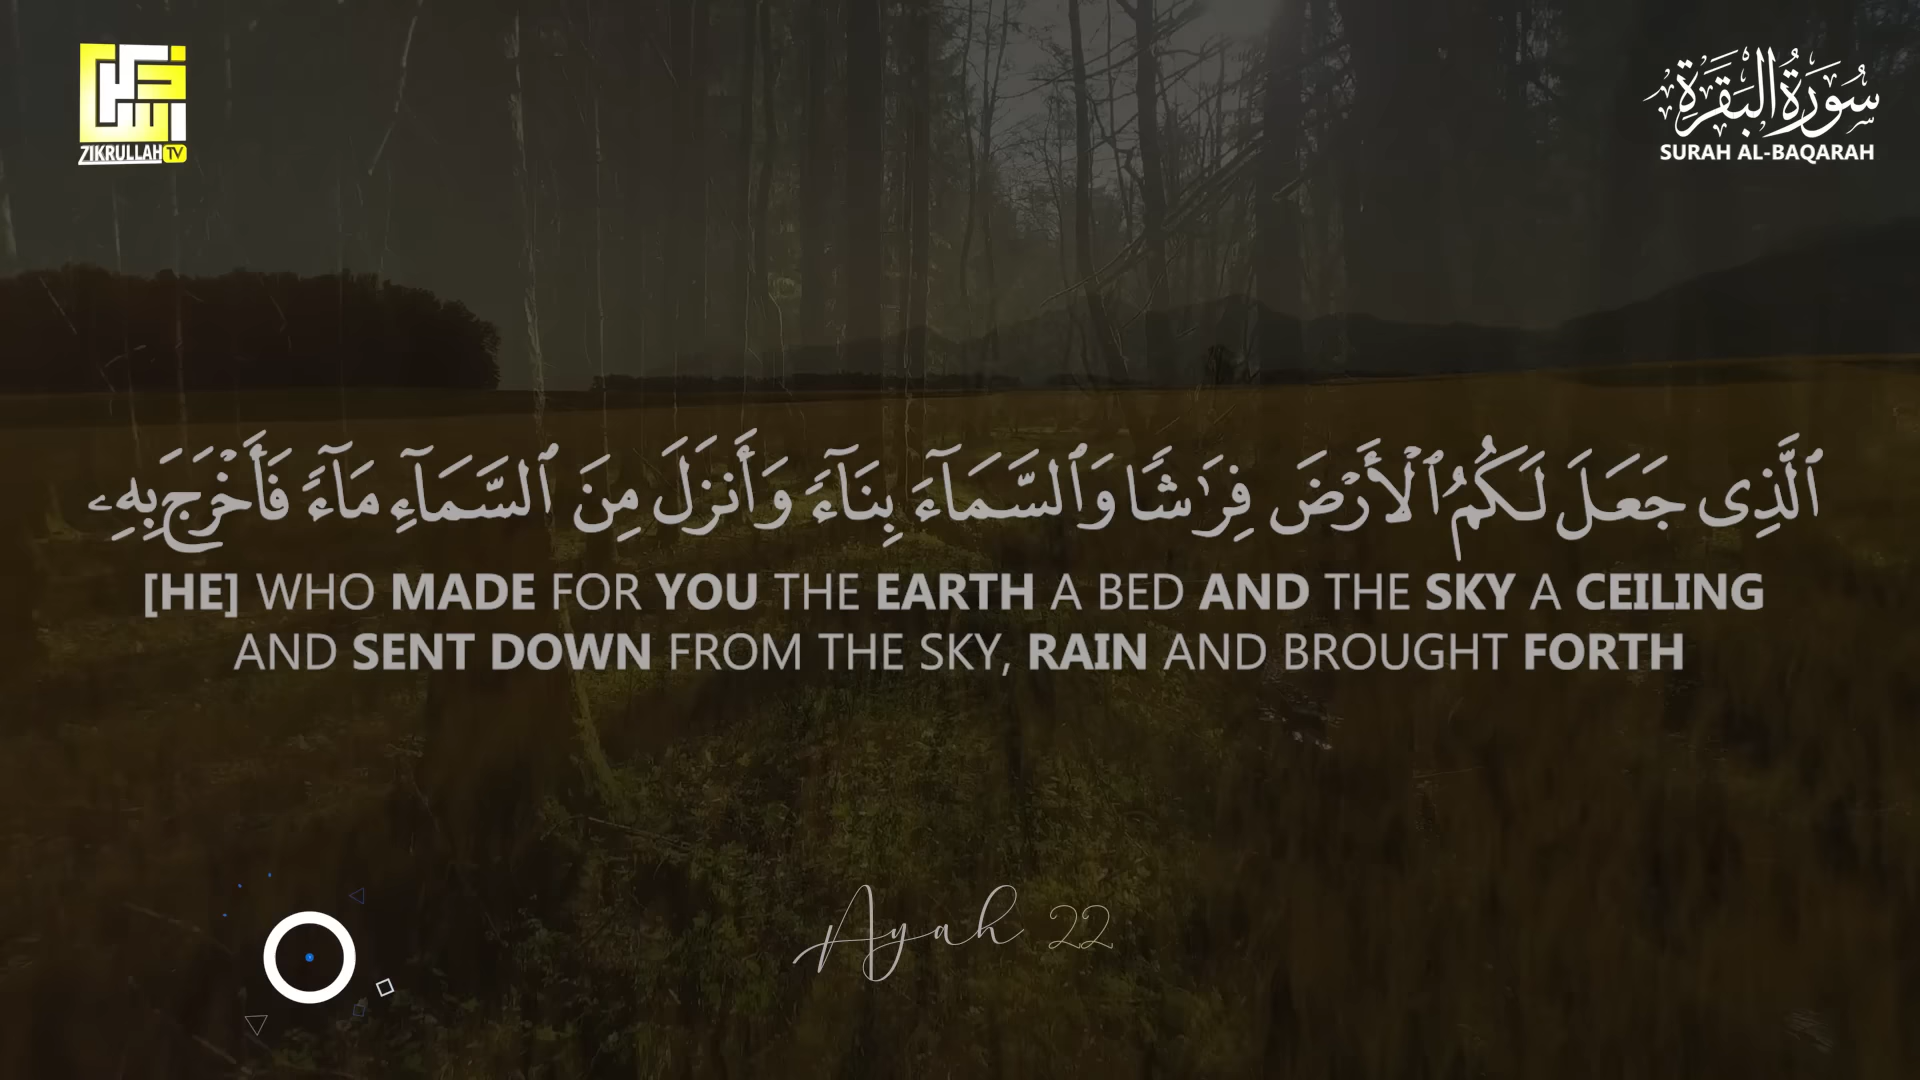 ZIKRULLAH TV
سُورَةُ البَقَرَةِ
SURAH AL-BAQARAH
ٱلَّذِى جَعَلَ لَكُمُ ٱلْأَرْضَ فِرَٰشًا وَٱلسَّمَآءَ بِنَآءً وَأَنزَلَ مِنَ ٱلسَّمَآءِ مَآءً فَأَخْرَجَ بِهِۦ
[HE] WHO MADE FOR YOU THE EARTH A BED AND THE SKY A CEILING
AND SENT DOWN FROM THE SKY, RAIN AND BROUGHT FORTH
Ayah 22